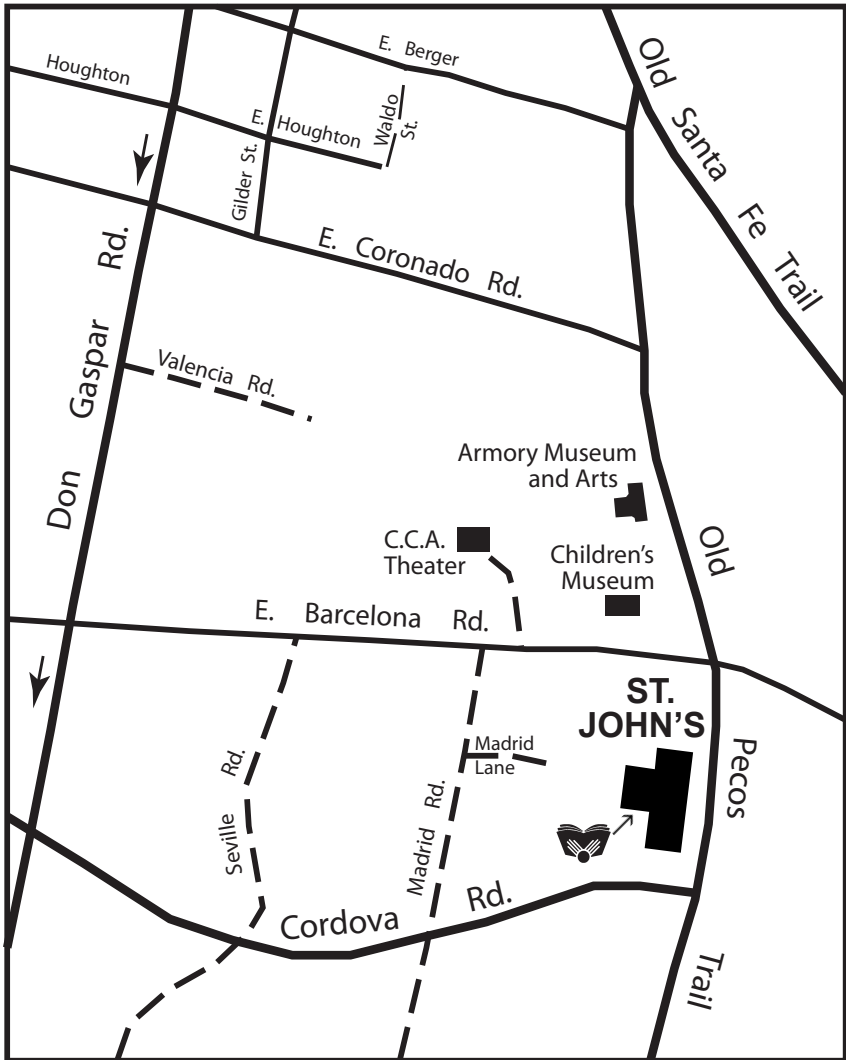 Houghton
E. Berger
Old Santa Fe Trail
E. Houghton
Waldo
St.
Gilder St.
E. Coronado Rd.
Don Gaspar Rd.
Valencia Rd.
Armory Museum
and Arts
C.C.A.
Theater
Children's
Museum
Old Pecos Trail
E. Barcelona Rd.
ST.
JOHN'S
Madrid
Lane
Seville Rd.
Madrid Rd.
Cordova Rd.